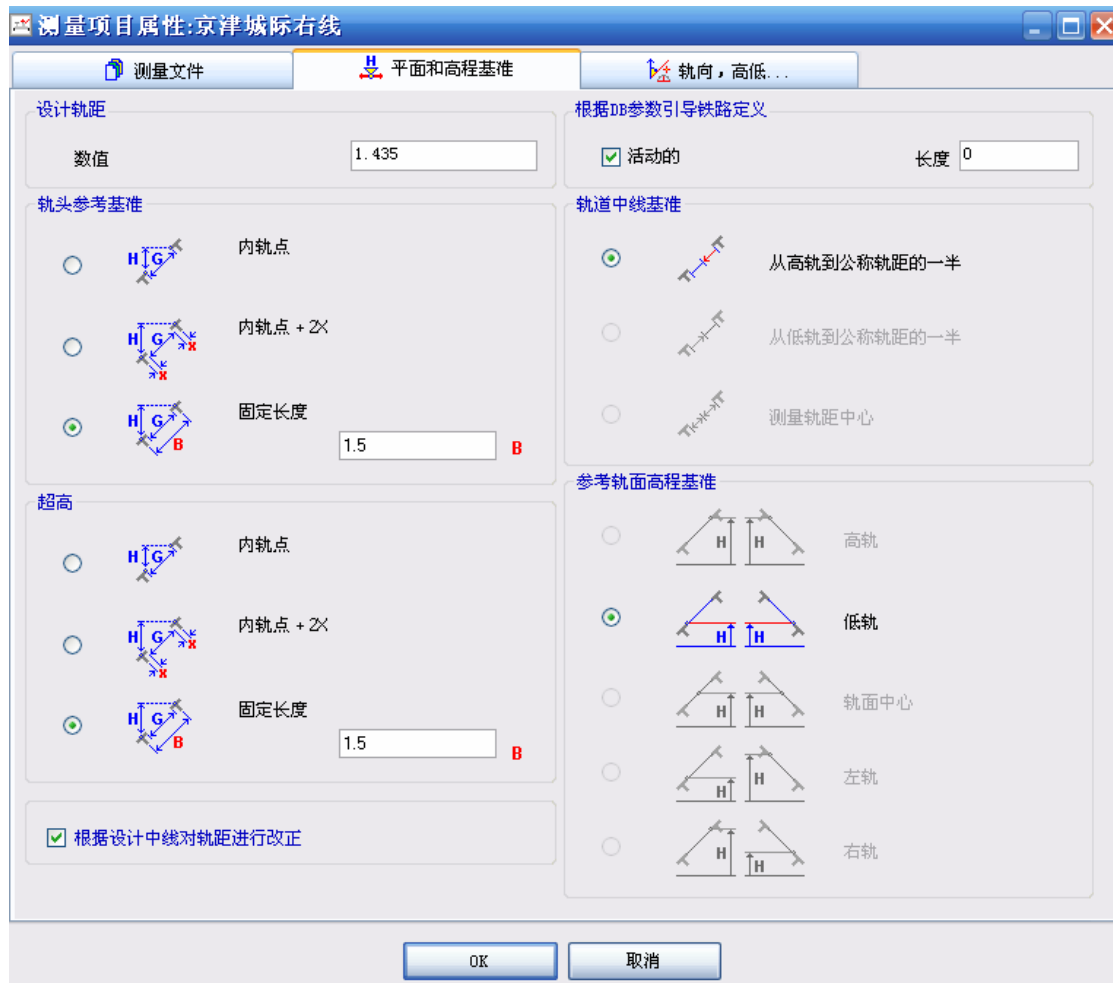 测量项目属性:京津城际右线
测量文件
平面和高程基准
轨向,高低...
设计轨距
数值
1.435
根据DB参数引导铁路定义
活动的
长度
0
轨头参考基准
H G
内轨点
H G X X
内轨点 + 2X
H G B
固定长度
1.5
B
轨道中线基准
从高轨到公称轨距的一半
从低轨到公称轨距的一半
测量轨距中心
超高
H G
内轨点
H G X X
内轨点 + 2X
H G B
固定长度
1.5
B
参考轨面高程基准
H H
高轨
H H
低轨
H H
轨面中心
H H
左轨
H H
右轨
根据设计中线对轨距进行改正
OK
取消